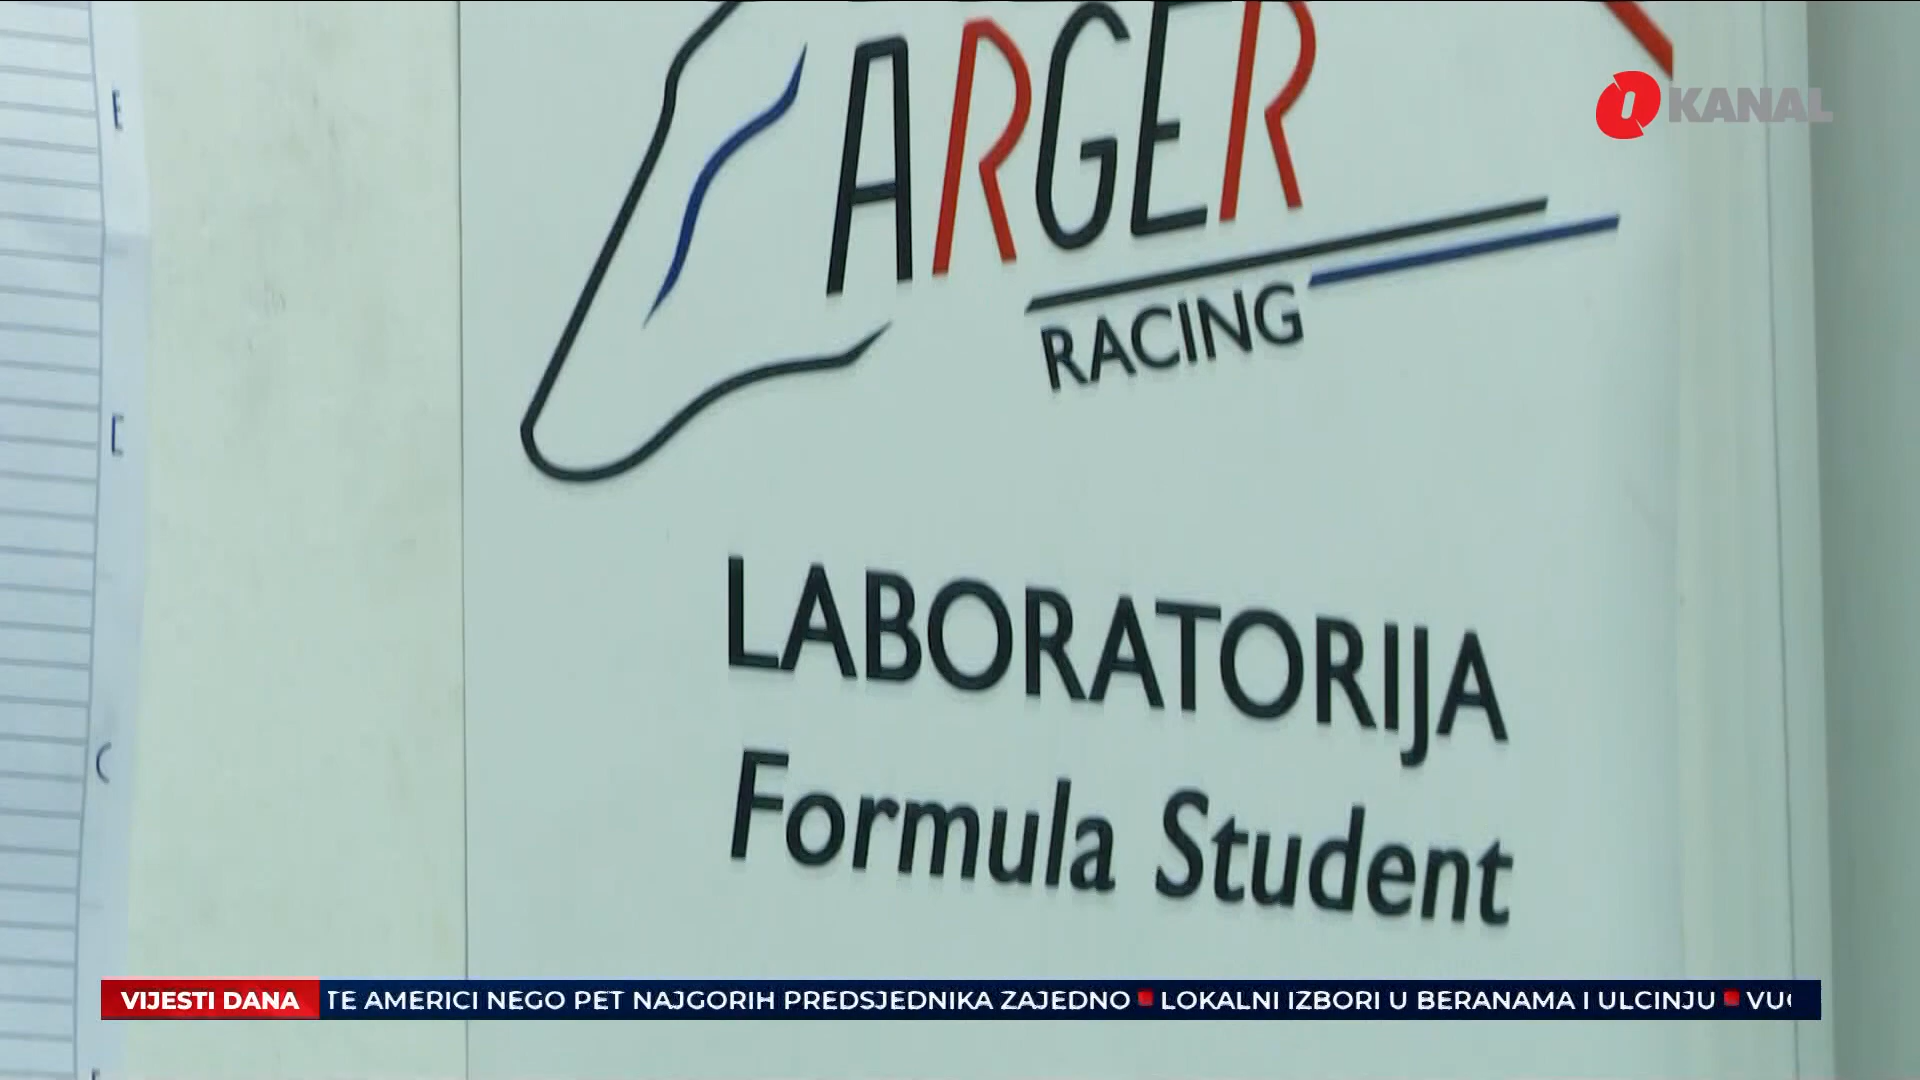 ARGER
RACING
KANAL
LABORATORIJA
Formula Student
VIJESTI DANA
TE AMERICI NEGO PET NAJGORIH PREDSJEDNIKA ZAJEDNO ▪ LOKALNI IZBORI U BERANAMA I ULCINJU ▪